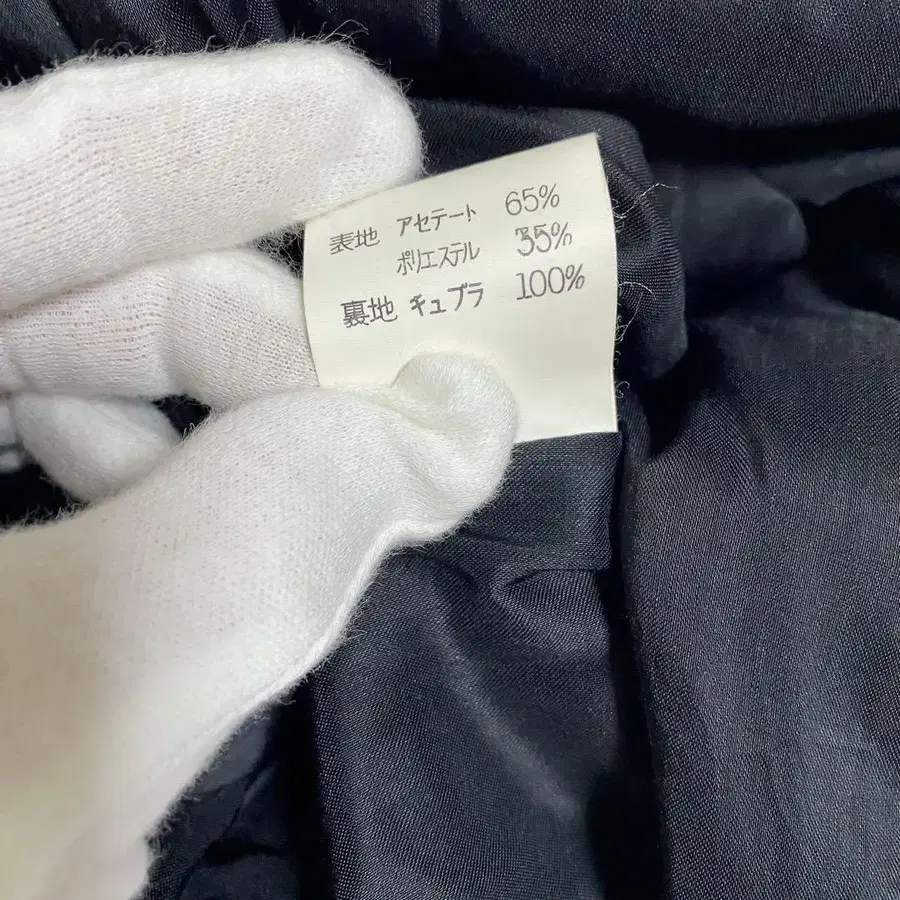 表地 アセテート 65%
ポリエステル 35%
裏地 キュプラ 100%